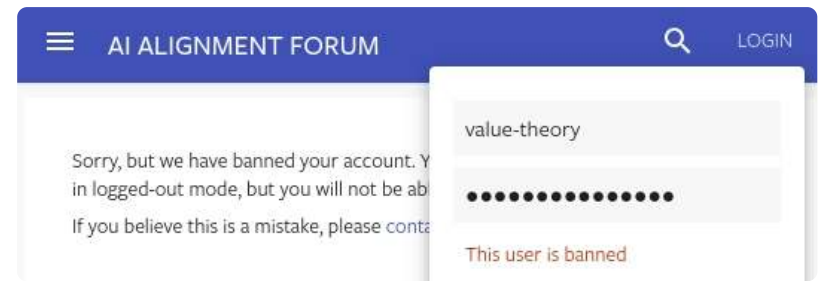 AI ALIGNMENT FORUM
LOGIN
value-theory
●●●●●●●●●●●●●●●
This user is banned
Sorry, but we have banned your account. Y
in logged-out mode, but you will not be abl
If you believe this is a mistake, please conta